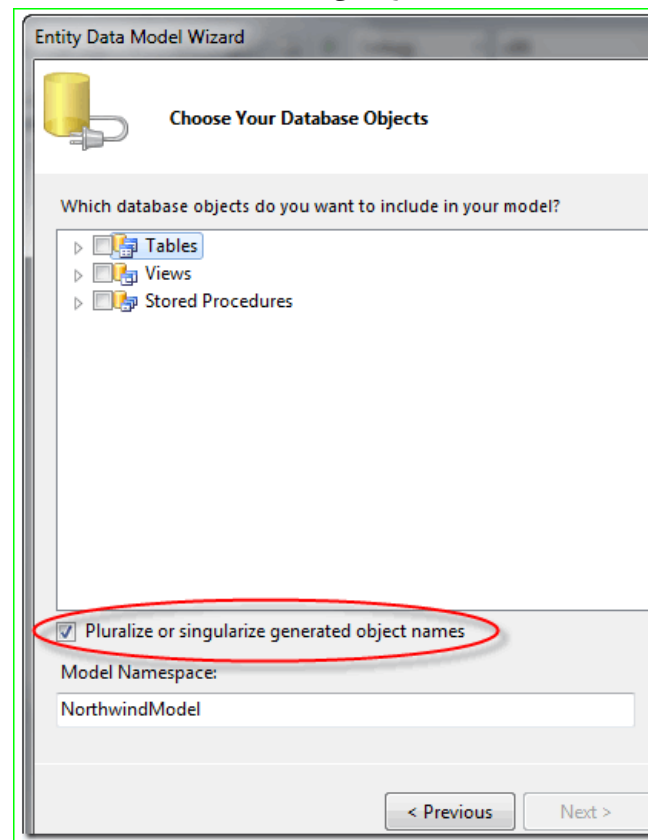 Entity Data Model Wizard
Choose Your Database Objects
Which database objects do you want to include in your model?
Tables
Views
Stored Procedures
Pluralize or singularize generated object names
Model Namespace:
NorthwindModel
< Previous
Next >